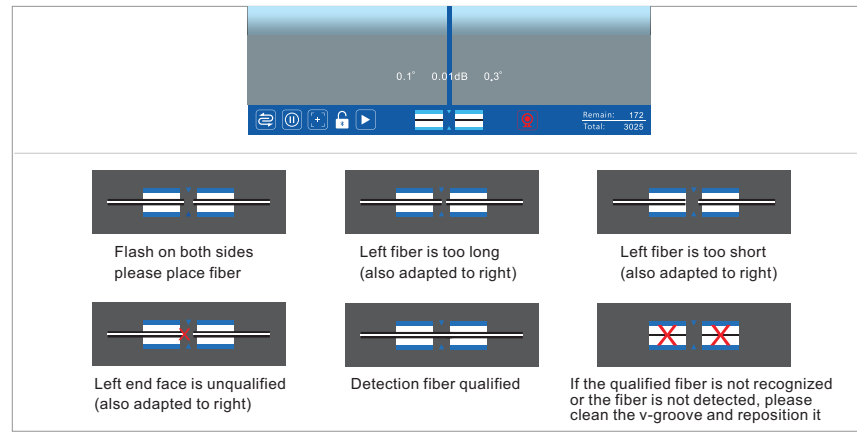 0.1° 0.01dB 0.3°
Remain: 172
Total: 3025
Flash on both sides
please place fiber
Left fiber is too long
(also adapted to right)
Left fiber is too short
(also adapted to right)
Left end face is unqualified
(also adapted to right)
Detection fiber qualified
If the qualified fiber is not recognized
or the fiber is not detected, please
clean the v-groove and reposition it